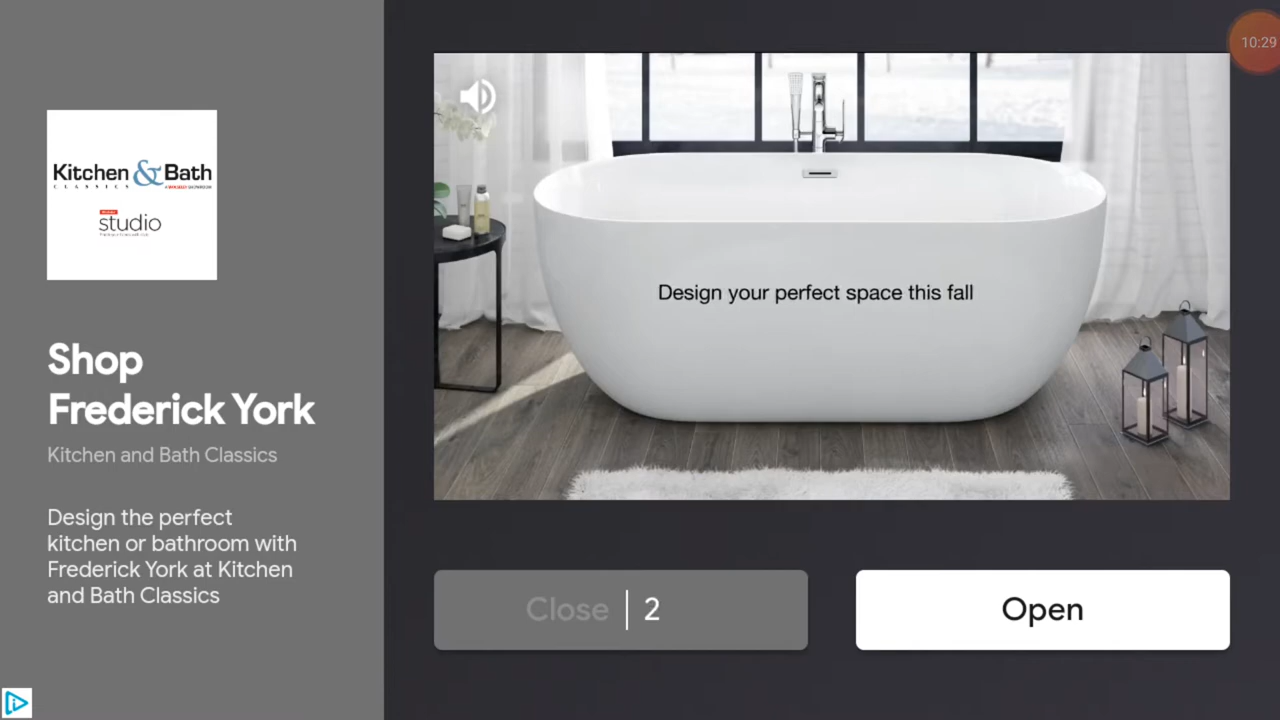 10:29
Kitchen & Bath
CLASSICS
studio
Shop
Frederick York
Kitchen and Bath Classics
Design the perfect
kitchen or bathroom with
Frederick York at Kitchen
and Bath Classics
Design your perfect space this fall
Close | 2
Open